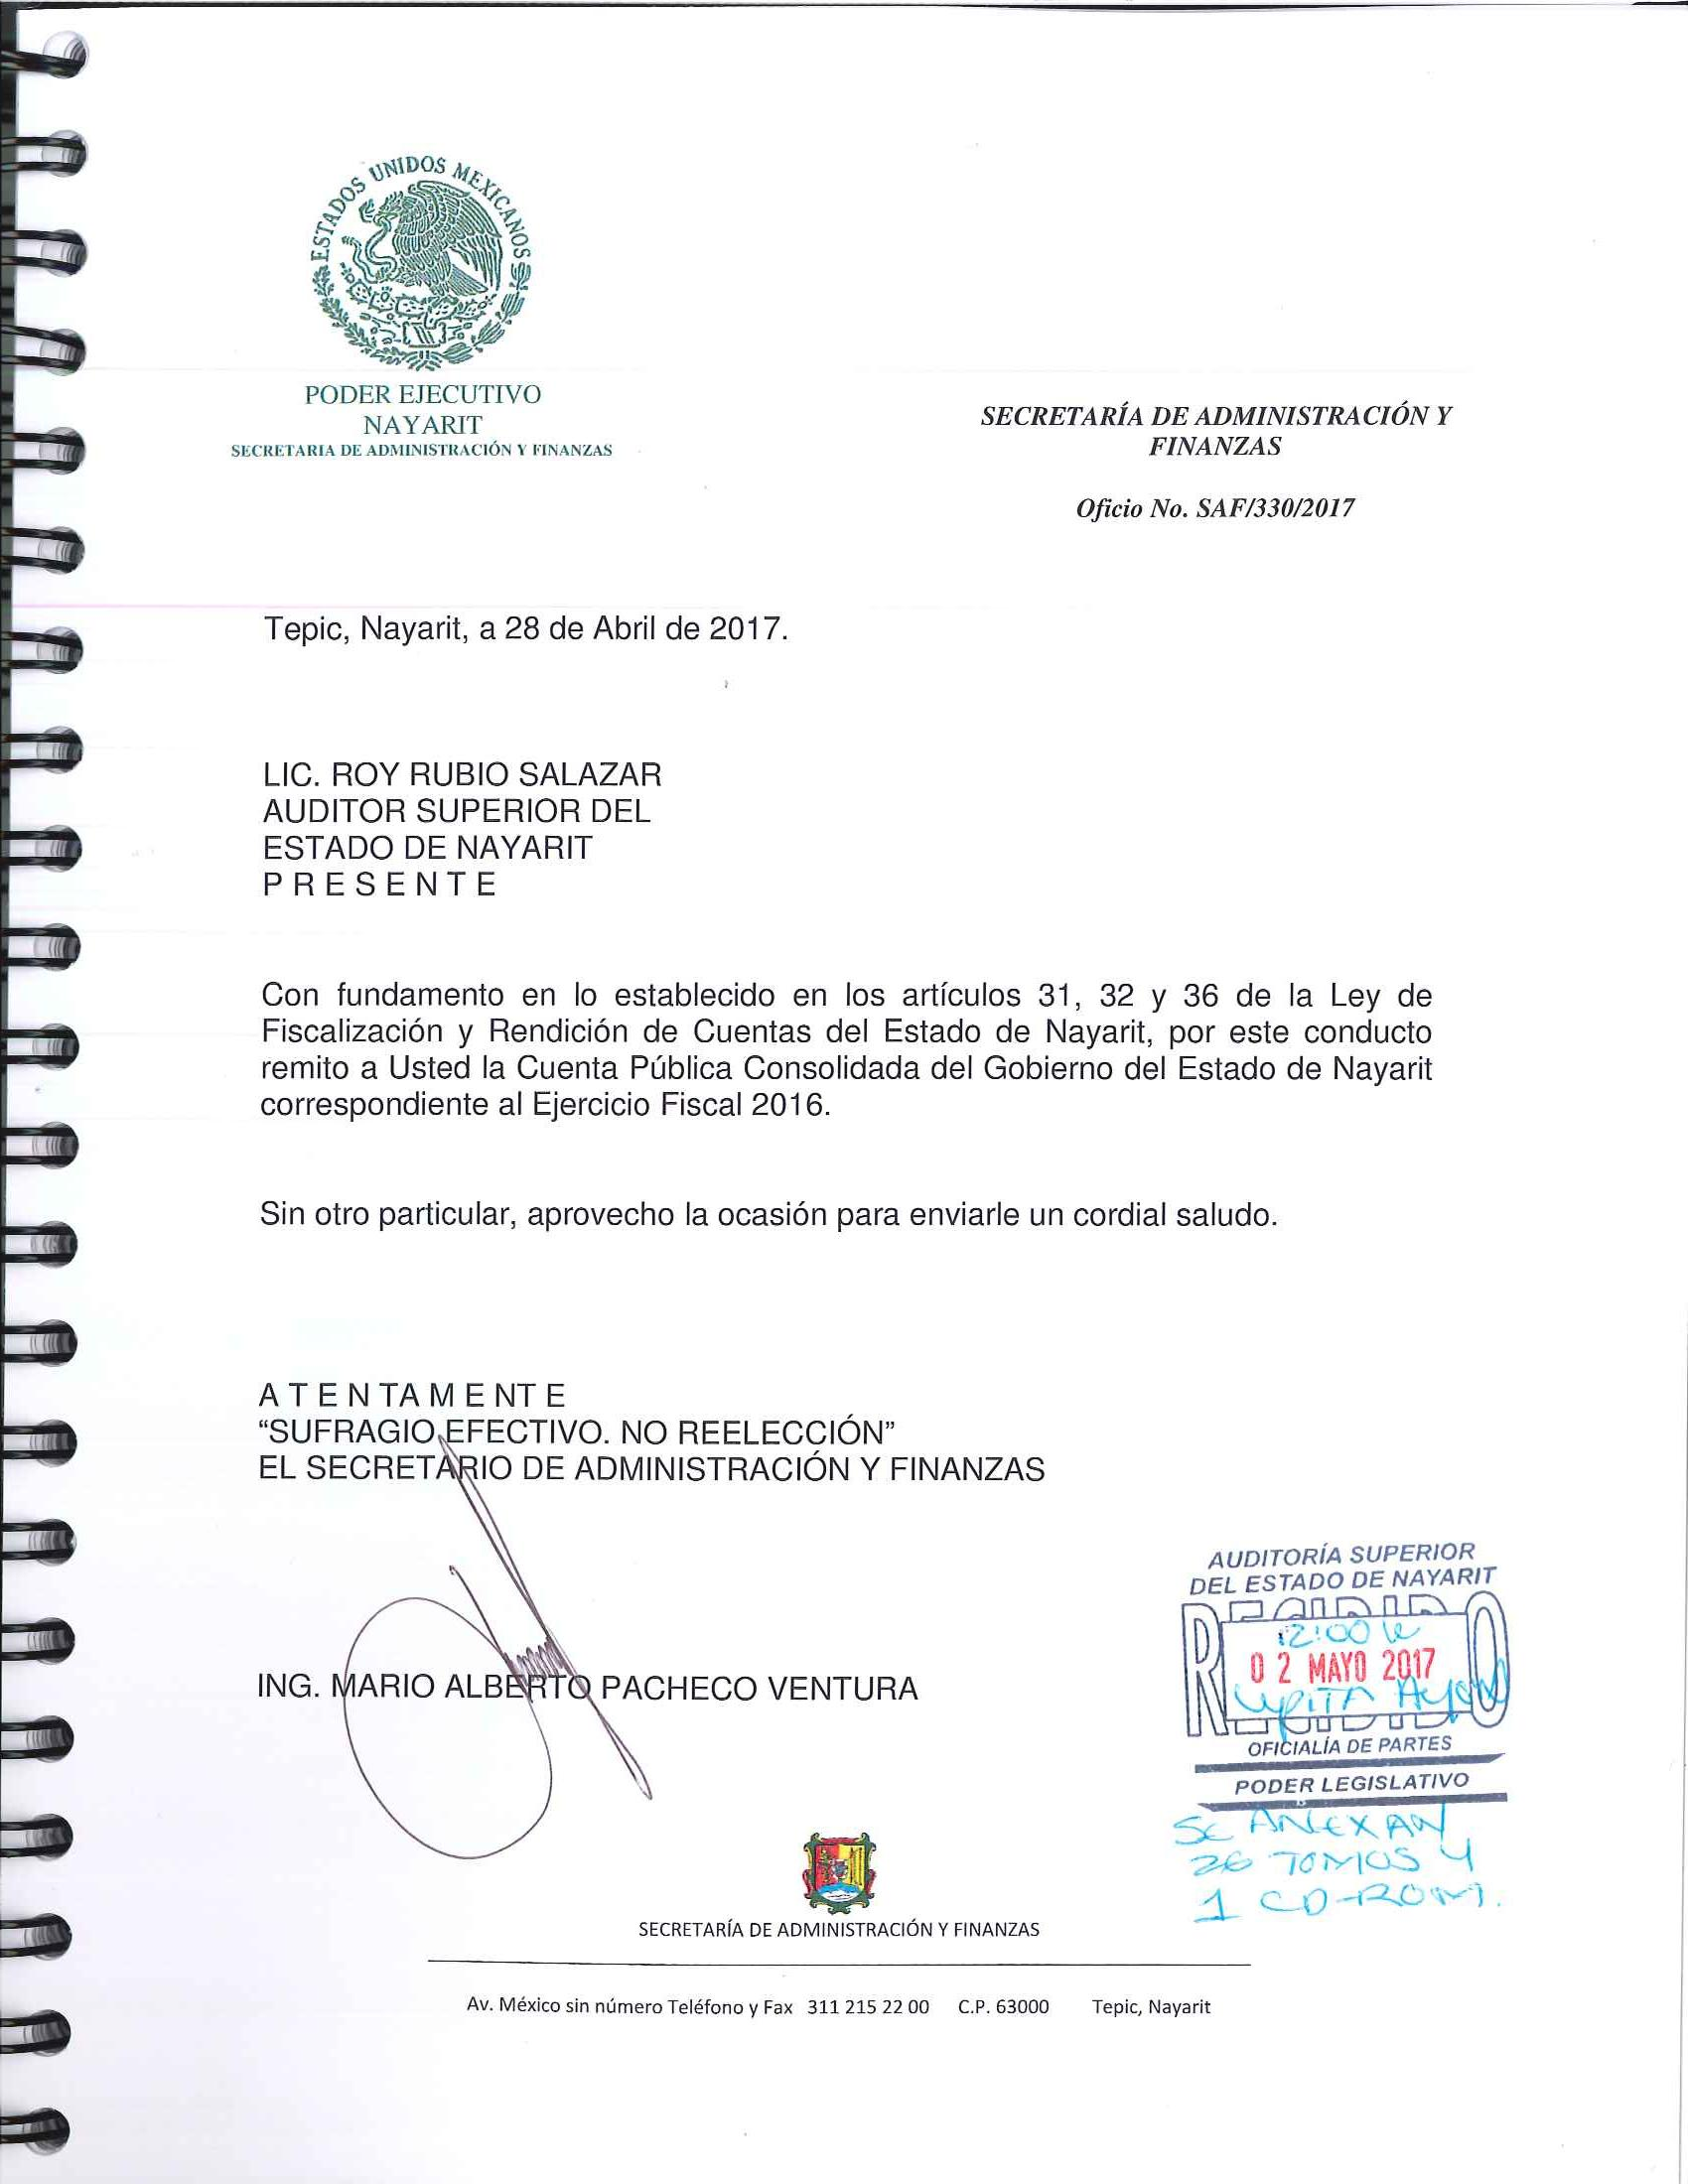 ESTADOS UNIDOS MEXICANOS
PODER EJECUTIVO
NAYARIT
SECRETARIA DE ADMINISTRACIÓN Y FINANZAS
SECRETARÍA DE ADMINISTRACIÓN Y
FINANZAS
Oficio No. SAF/330/2017
Tepic, Nayarit, a 28 de Abril de 2017.
LIC. ROY RUBIO SALAZAR
AUDITOR SUPERIOR DEL
ESTADO DE NAYARIT
P R E S E N T E
Con fundamento en lo establecido en los artículos 31, 32 y 36 de la Ley de
Fiscalización y Rendición de Cuentas del Estado de Nayarit, por este conducto
remito a Usted la Cuenta Pública Consolidada del Gobierno del Estado de Nayarit
correspondiente al Ejercicio Fiscal 2016.
Sin otro particular, aprovecho la ocasión para enviarle un cordial saludo.
A T E N TA M E NT E
“SUFRAGIO EFECTIVO. NO REELECCIÓN”
EL SECRETARIO DE ADMINISTRACIÓN Y FINANZAS
ING. MARIO ALBERTO PACHECO VENTURA
AUDITORÍA SUPERIOR
DEL ESTADO DE NAYARIT
RECIBIDO
12:00
02 MAYO 2017
Lupita
OFICIALÍA DE PARTES
PODER LEGISLATIVO
SE ANEXAN
26 TOMOS Y
1 CD-ROM.
SECRETARÍA DE ADMINISTRACIÓN Y FINANZAS
Av. México sin número Teléfono y Fax 311 215 22 00 C.P. 63000 Tepic, Nayarit